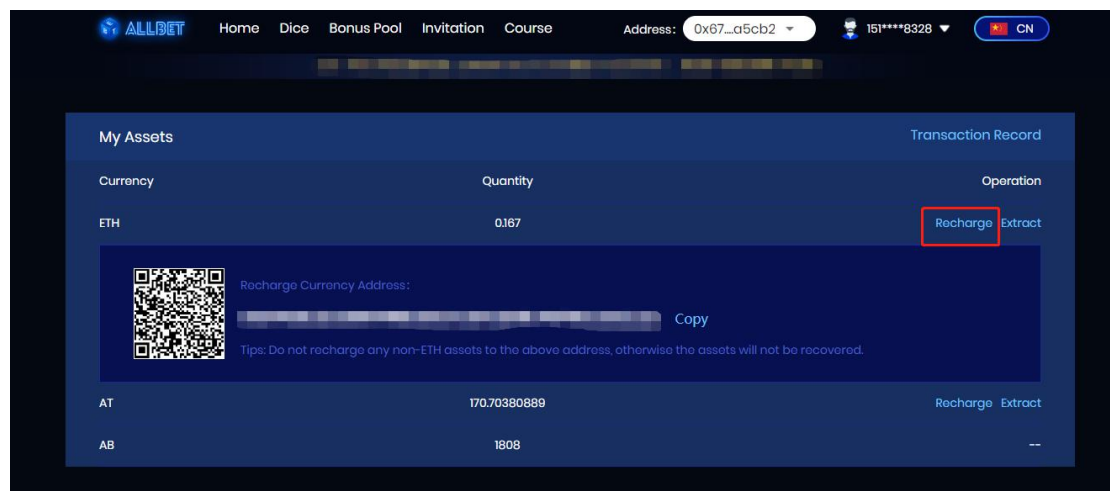 ALLBET Home Dice Bonus Pool Invitation Course Address: 0x67....a5cb2 151****8328 CN
My Assets Transaction Record
Currency Quantity Operation
ETH 0.167 Recharge Extract
Recharge Currency Address:
Copy
Tips: Do not recharge any non-ETH assets to the above address, otherwise the assets will not be recovered.
AT 170.70380889 Recharge Extract
AB 1808 --